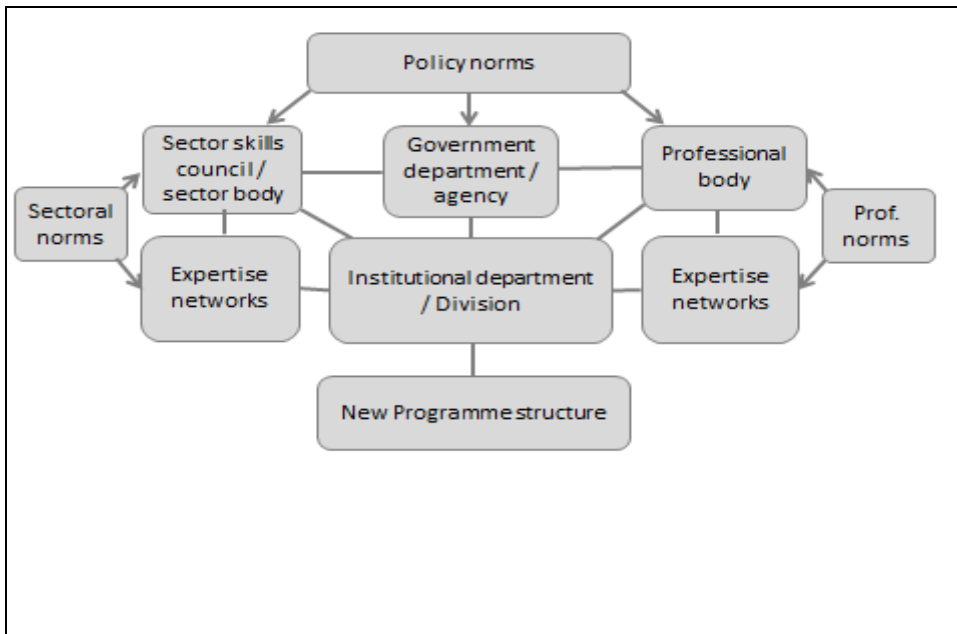 Policy norms
Sector skills
council /
sector body
Government
department /
agency
Professional
body
Sectoral
norms
Prof.
norms
Expertise
networks
Institutional department
/ Division
Expertise
networks
New Programme structure